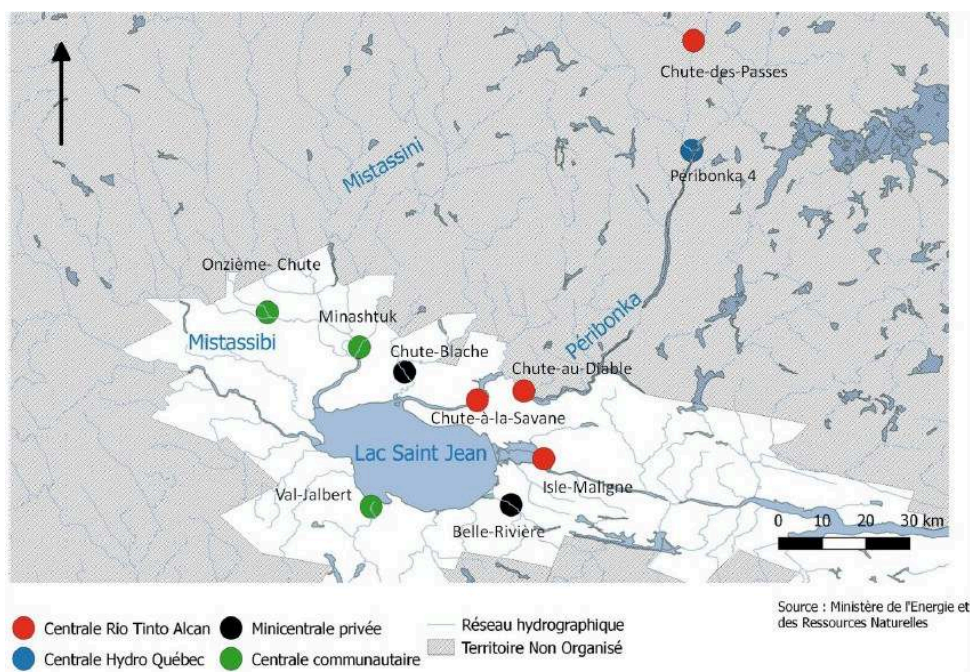 Chute-des-Passes
Mistassini
Péribonka 4
Onzième- Chute
Minashtuk
Péribonka
Mistassibi
Chute-Blache
Chute-au-Diable
Chute-à-la-Savane
Lac Saint Jean
Isle-Maligne
Val-Jalbert
Belle-Rivière
0 10 20 30 km
Centrale Rio Tinto Alcan
Minicentrale privée
Réseau hydrographique
Centrale Hydro Québec
Centrale communautaire
Territoire Non Organisé
Source : Ministère de l'Energie et
des Ressources Naturelles